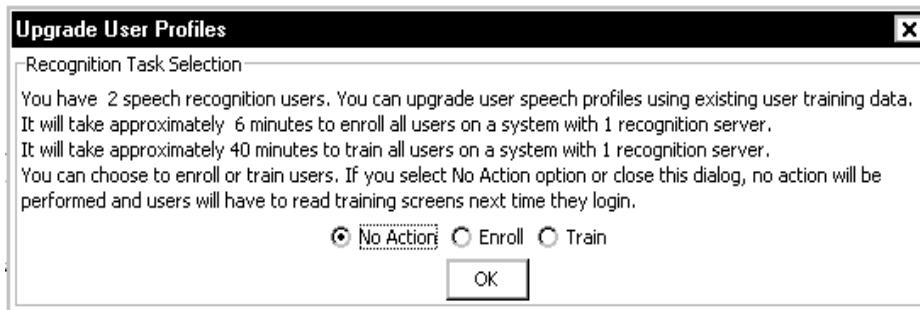 Upgrade User Profiles
Recognition Task Selection
You have 2 speech recognition users. You can upgrade user speech profiles using existing user training data.
It will take approximately 6 minutes to enroll all users on a system with 1 recognition server.
It will take approximately 40 minutes to train all users on a system with 1 recognition server.
You can choose to enroll or train users. If you select No Action option or close this dialog, no action will be
performed and users will have to read training screens next time they login.
No Action Enroll Train
OK